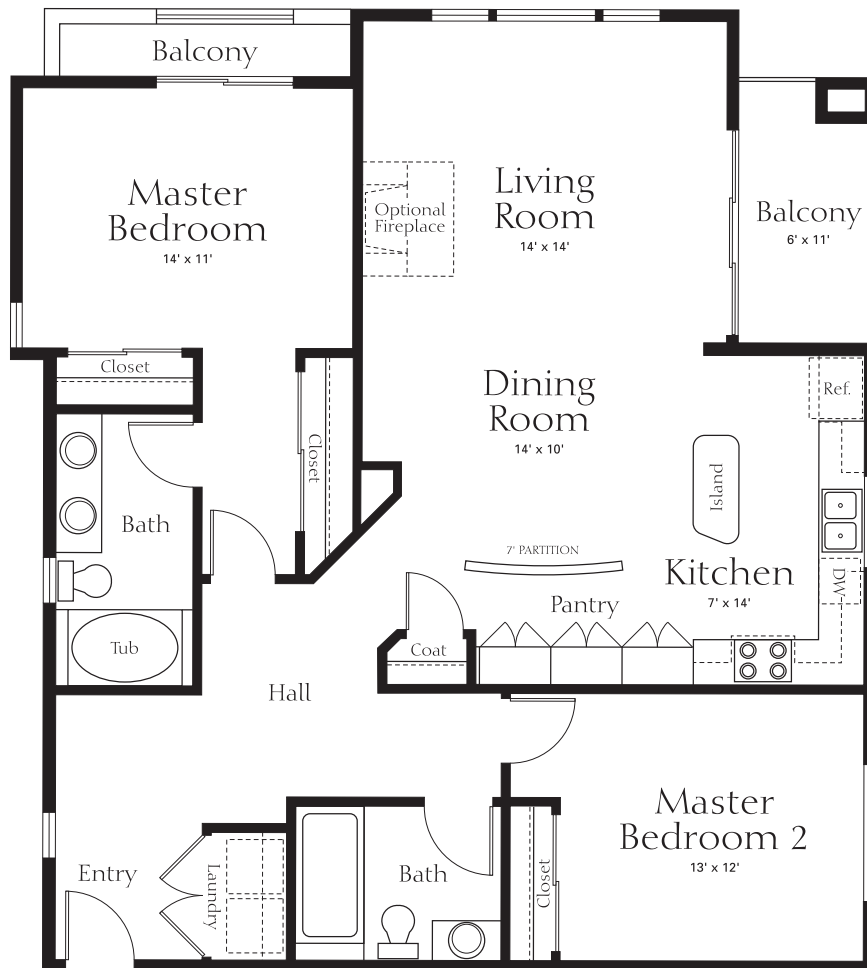 Balcony
Master
Bedroom
14' x 11'
Optional
Fireplace
Living
Room
14' x 14'
Balcony
6' x 11'
Closet
Closet
Dining
Room
14' x 10'
Ref.
Island
Bath
7' PARTITION
Kitchen
7' x 14'
DW
Pantry
Tub
Coat
Hall
Master
Bedroom 2
13' x 12'
Entry
Laundry
Bath
Closet